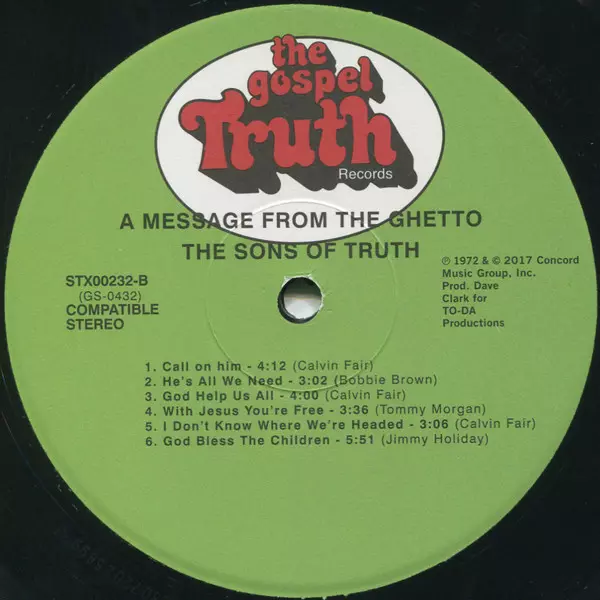 the
gospel
Truth
Records
A MESSAGE FROM THE GHETTO
THE SONS OF TRUTH
STX00232-B
(GS-0432)
COMPATIBLE
STEREO
℗ 1972 & © 2017 Concord
Music Group, Inc.
Prod. Dave
Clark for
TO-DA
Productions
1. Call on him - 4:12 (Calvin Fair)
2. He's All We Need - 3:02 (Bobbie Brown)
3. God Help Us All - 4:00 (Calvin Fair)
4. With Jesus You're Free - 3:36 (Tommy Morgan)
5. I Don't Know Where We're Headed - 3:06 (Calvin Fair)
6. God Bless The Children - 5:51 (Jimmy Holiday)